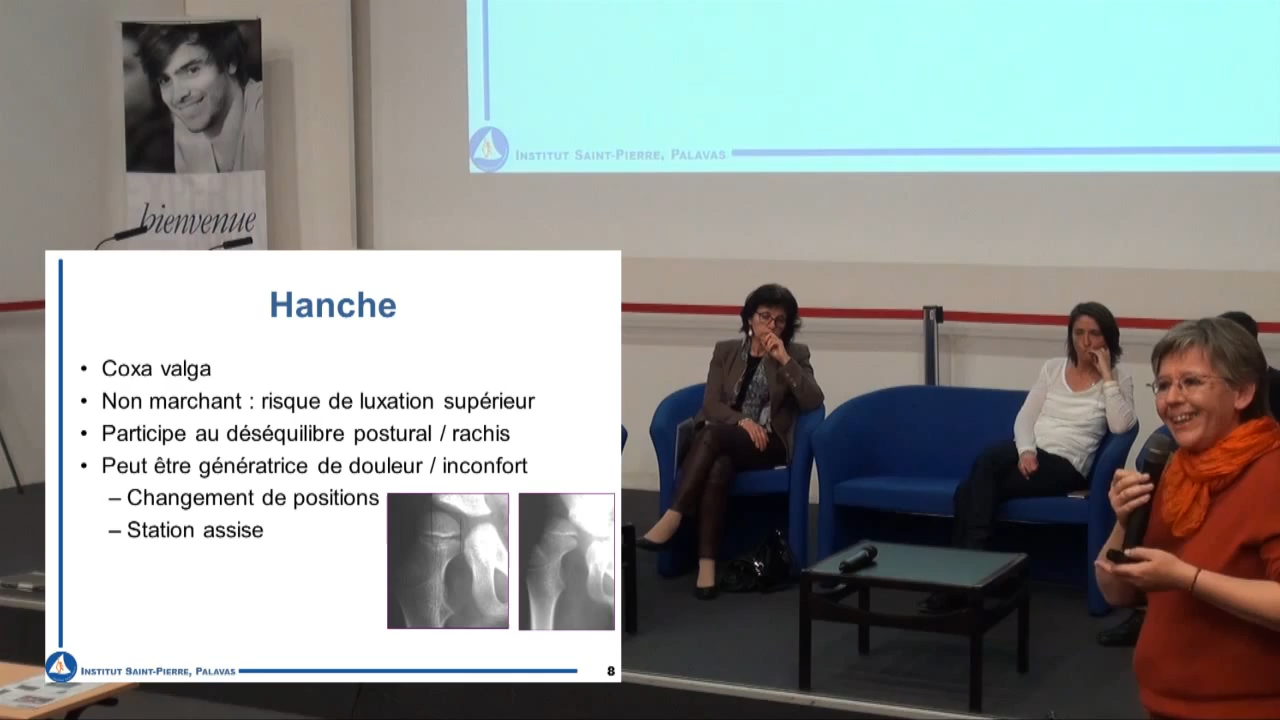 bienvenue
INSTITUT SAINT-PIERRE, PALAVAS
Hanche
• Coxa valga
• Non marchant : risque de luxation supérieur
• Participe au déséquilibre postural / rachis
• Peut être génératrice de douleur / inconfort
– Changement de positions
– Station assise
INSTITUT SAINT-PIERRE, PALAVAS
8